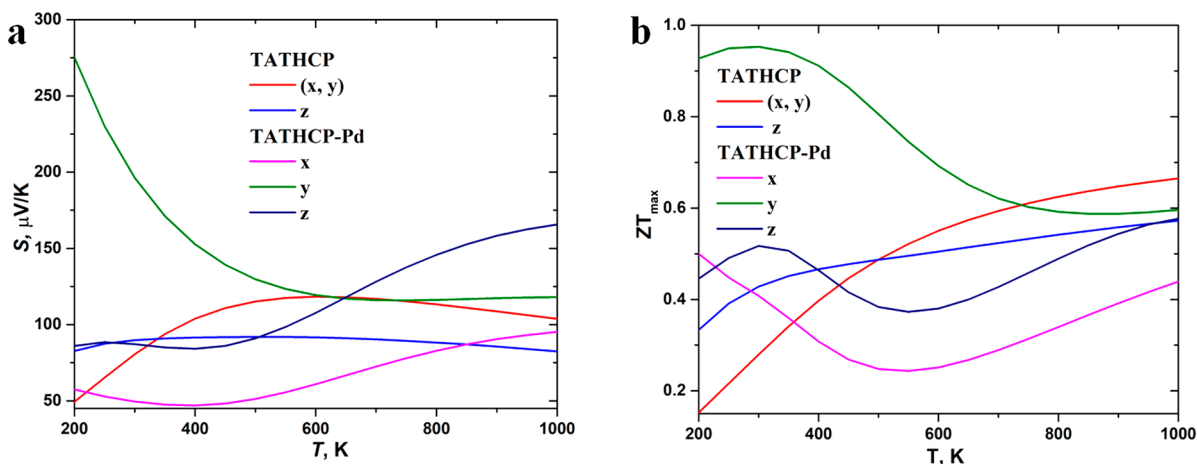 a
300
250
200
150
100
50
S, μV/K
TATHCP
(x, y)
z
TATHCP-Pd
x
y
z
200
400
600
800
1000
T, K
b
1.0
0.8
0.6
0.4
0.2
ZTmax
TATHCP
(x, y)
z
TATHCP-Pd
x
y
z
200
400
600
800
1000
T, K